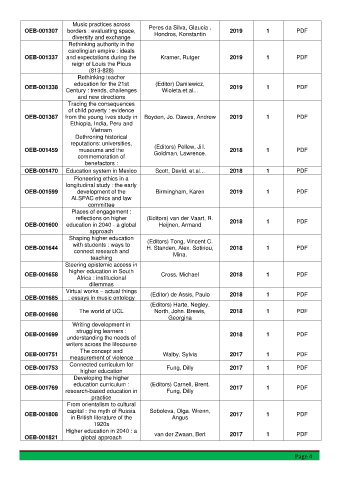 OEB-001307 Music practices across borders : evaluating space, diversity and exchange Peres da Silva, Glaucia , Hondros, Konstantin 2019 1 PDF
OEB-001337 Rethinking authority in the carolingian empire : ideals and expectations during the reign of Louis the Pious (813-828) Kramer, Rutger 2019 1 PDF
OEB-001338 Rethinking teacher education for the 21st Century : trends, challenges and new directions (Editor) Danilewicz, Wioleta et.al... 2019 1 PDF
OEB-001367 Tracing the consequences of child poverty : evidence from the young lives study in Ethiopia, India, Peru and Vietnam Boyden, Jo. Dawes, Andrew 2019 1 PDF
OEB-001459 Dethroning historical reputations: universities, museums and the commemoration of benefactors : (Editors) Pellew, Jill. Goldman, Lawrence. 2018 1 PDF
OEB-001470 Education system in Mexico Scott, David. et.al... 2018 1 PDF
OEB-001599 Pioneering ethics in a longitudinal study : the early development of the ALSPAC ethics and law committee Birmingham, Karen 2018 1 PDF
OEB-001600 Places of engagement : reflections on higher education in 2040 - a global approach (Editors) van der Vaart, R. Heijnen, Armand 2018 1 PDF
OEB-001644 Shaping higher education with students : ways to connect research and teaching (Editors) Tong, Vincent C. H. Standen, Alex. Sotiriou, Mina. 2018 1 PDF
OEB-001658 Steering epistemic access in higher education in South Africa : institutional dilemmas Cross, Michael 2018 1 PDF
OEB-001685 Virtual works – actual things : essays in music ontology (Editor) de Assis, Paulo 2018 1 PDF
OEB-001698 The world of UCL (Editors) Harte, Negley. North, John. Brewis, Georgina 2018 1 PDF
OEB-001699 Writing development in struggling learners : understanding the needs of writers across the lifecourse 2018 1 PDF
OEB-001751 The concept and measurement of violence Walby, Sylvia 2017 1 PDF
OEB-001753 Connected curriculum for higher education Fung, Dilly 2017 1 PDF
OEB-001769 Developing the higher education curriculum : research-based education in practice (Editors) Carnell, Brent. Fung, Dilly 2017 1 PDF
OEB-001808 From orientalism to cultural capital : the myth of Russia in British literature of the 1920s Soboleva, Olga. Wrenn, Angus 2017 1 PDF
OEB-001821 Higher education in 2040 : a global approach van der Zwaan, Bert 2017 1 PDF
Page 4